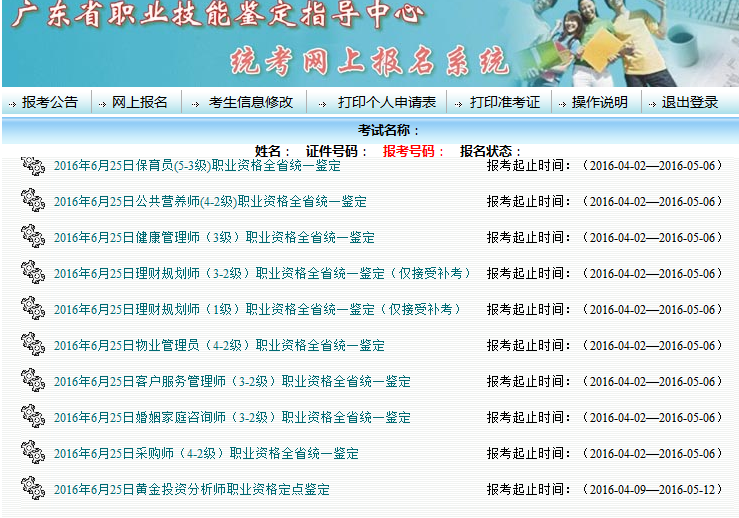 广东省职业技能鉴定指导中心
统考网上报名系统
报考公告 网上报名 考生信息修改 打印个人申请表 打印准考证 操作说明 退出登录
考试名称：
姓名： 证件号码： 报考号码： 报名状态：
2016年6月25日保育员(5-3级)职业资格全省统一鉴定 报考起止时间：（2016-04-02—2016-05-06）
2016年6月25日公共营养师(4-2级)职业资格全省统一鉴定 报考起止时间：（2016-04-02—2016-05-06）
2016年6月25日健康管理师（3级）职业资格全省统一鉴定 报考起止时间：（2016-04-02—2016-05-06）
2016年6月25日理财规划师（3-2级）职业资格全省统一鉴定（仅接受补考） 报考起止时间：（2016-04-02—2016-05-06）
2016年6月25日理财规划师（1级）职业资格全省统一鉴定（仅接受补考） 报考起止时间：（2016-04-02—2016-05-06）
2016年6月25日物业管理员（4-2级）职业资格全省统一鉴定 报考起止时间：（2016-04-02—2016-05-06）
2016年6月25日客户服务管理师（3-2级）职业资格全省统一鉴定 报考起止时间：（2016-04-02—2016-05-06）
2016年6月25日婚姻家庭咨询师（3-2级）职业资格全省统一鉴定 报考起止时间：（2016-04-02—2016-05-06）
2016年6月25日采购师（4-2级）职业资格全省统一鉴定 报考起止时间：（2016-04-02—2016-05-06）
2016年6月25日黄金投资分析师职业资格定点鉴定 报考起止时间：（2016-04-09—2016-05-12）